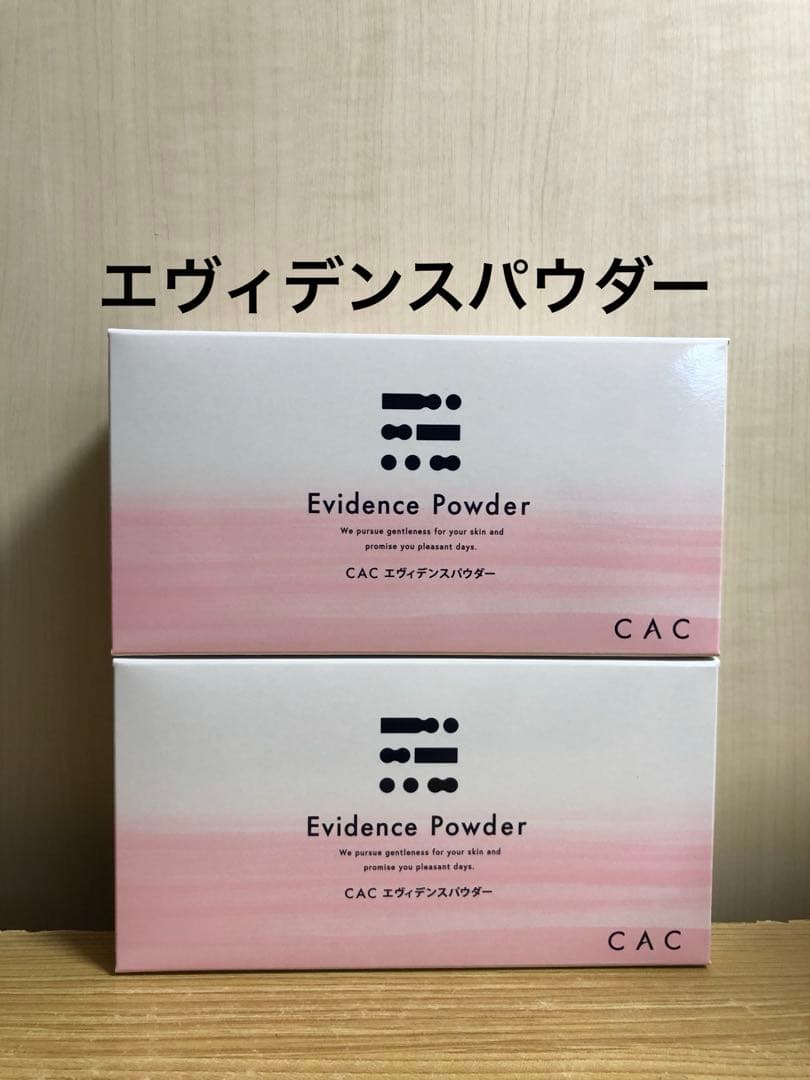 エヴィデンスパウダー
Evidence Powder
We pursue gentleness for your skin and
promise you pleasant days.
CAC エヴィデンスパウダー
CAC
Evidence Powder
We pursue gentleness for your skin and
promise you pleasant days.
CAC エヴィデンスパウダー
CAC